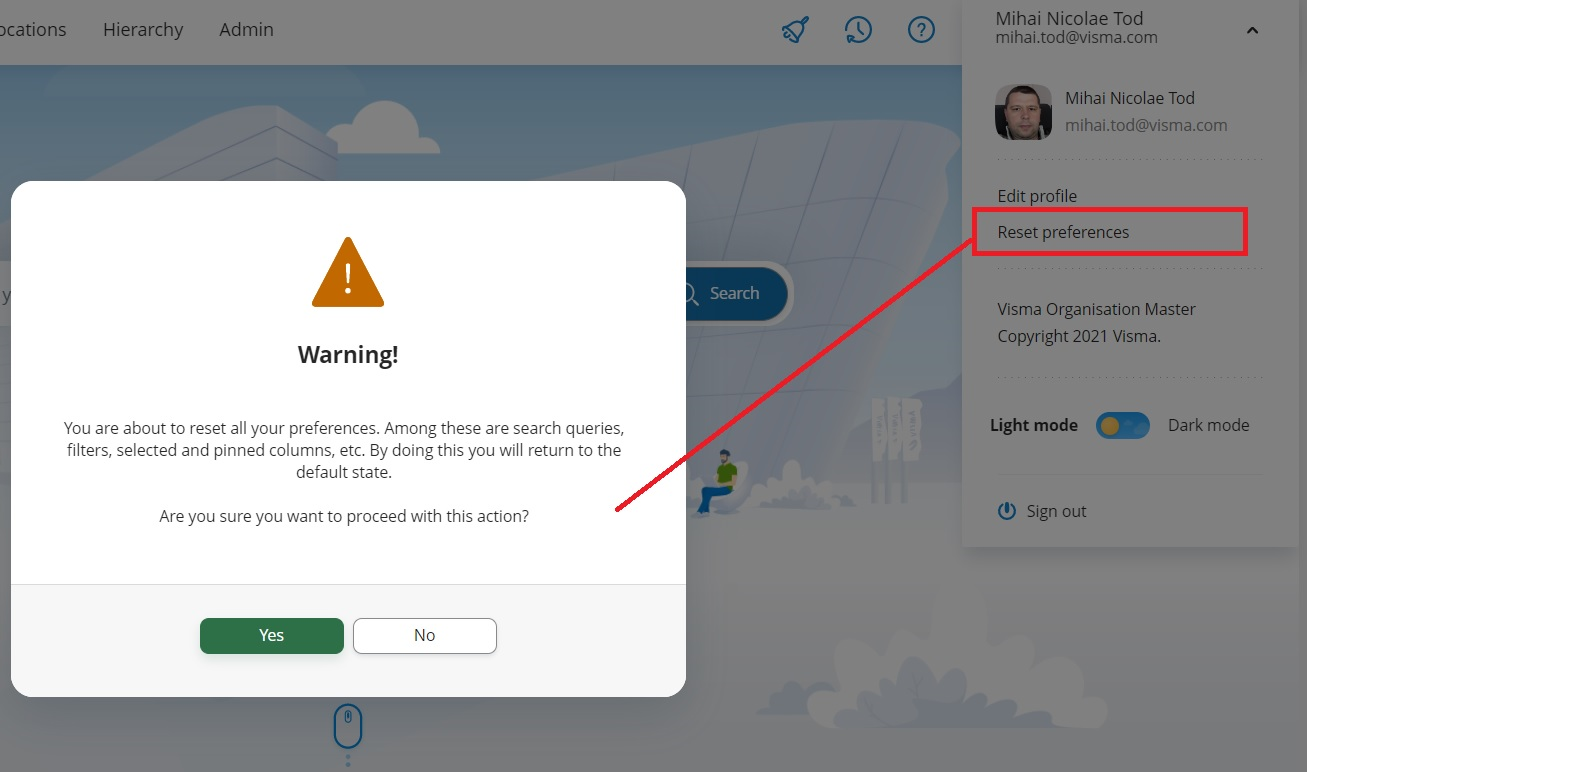 ocations Hierarchy Admin
Mihai Nicolae Tod
mihai.tod@visma.com
Mihai Nicolae Tod
mihai.tod@visma.com
Edit profile
Reset preferences
Visma Organisation Master
Copyright 2021 Visma.
Light mode Dark mode
Sign out
y
Search
Warning!
You are about to reset all your preferences. Among these are search queries,
filters, selected and pinned columns, etc. By doing this you will return to the
default state.
Are you sure you want to proceed with this action?
Yes No